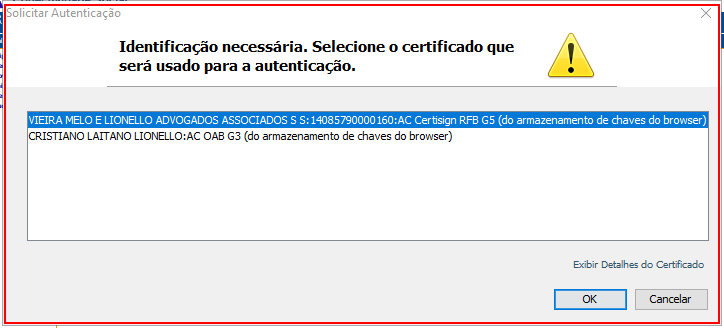 Solicitar Autenticação
Identificação necessária. Selecione o certificado que
será usado para a autenticação.
VIEIRA MELO E LIONELLO ADVOGADOS ASSOCIADOS S S:14085790000160:AC Certisign RFB G5 (do armazenamento de chaves do browser)
CRISTIANO LAITANO LIONELLO:AC OAB G3 (do armazenamento de chaves do browser)
Exibir Detalhes do Certificado
OK
Cancelar